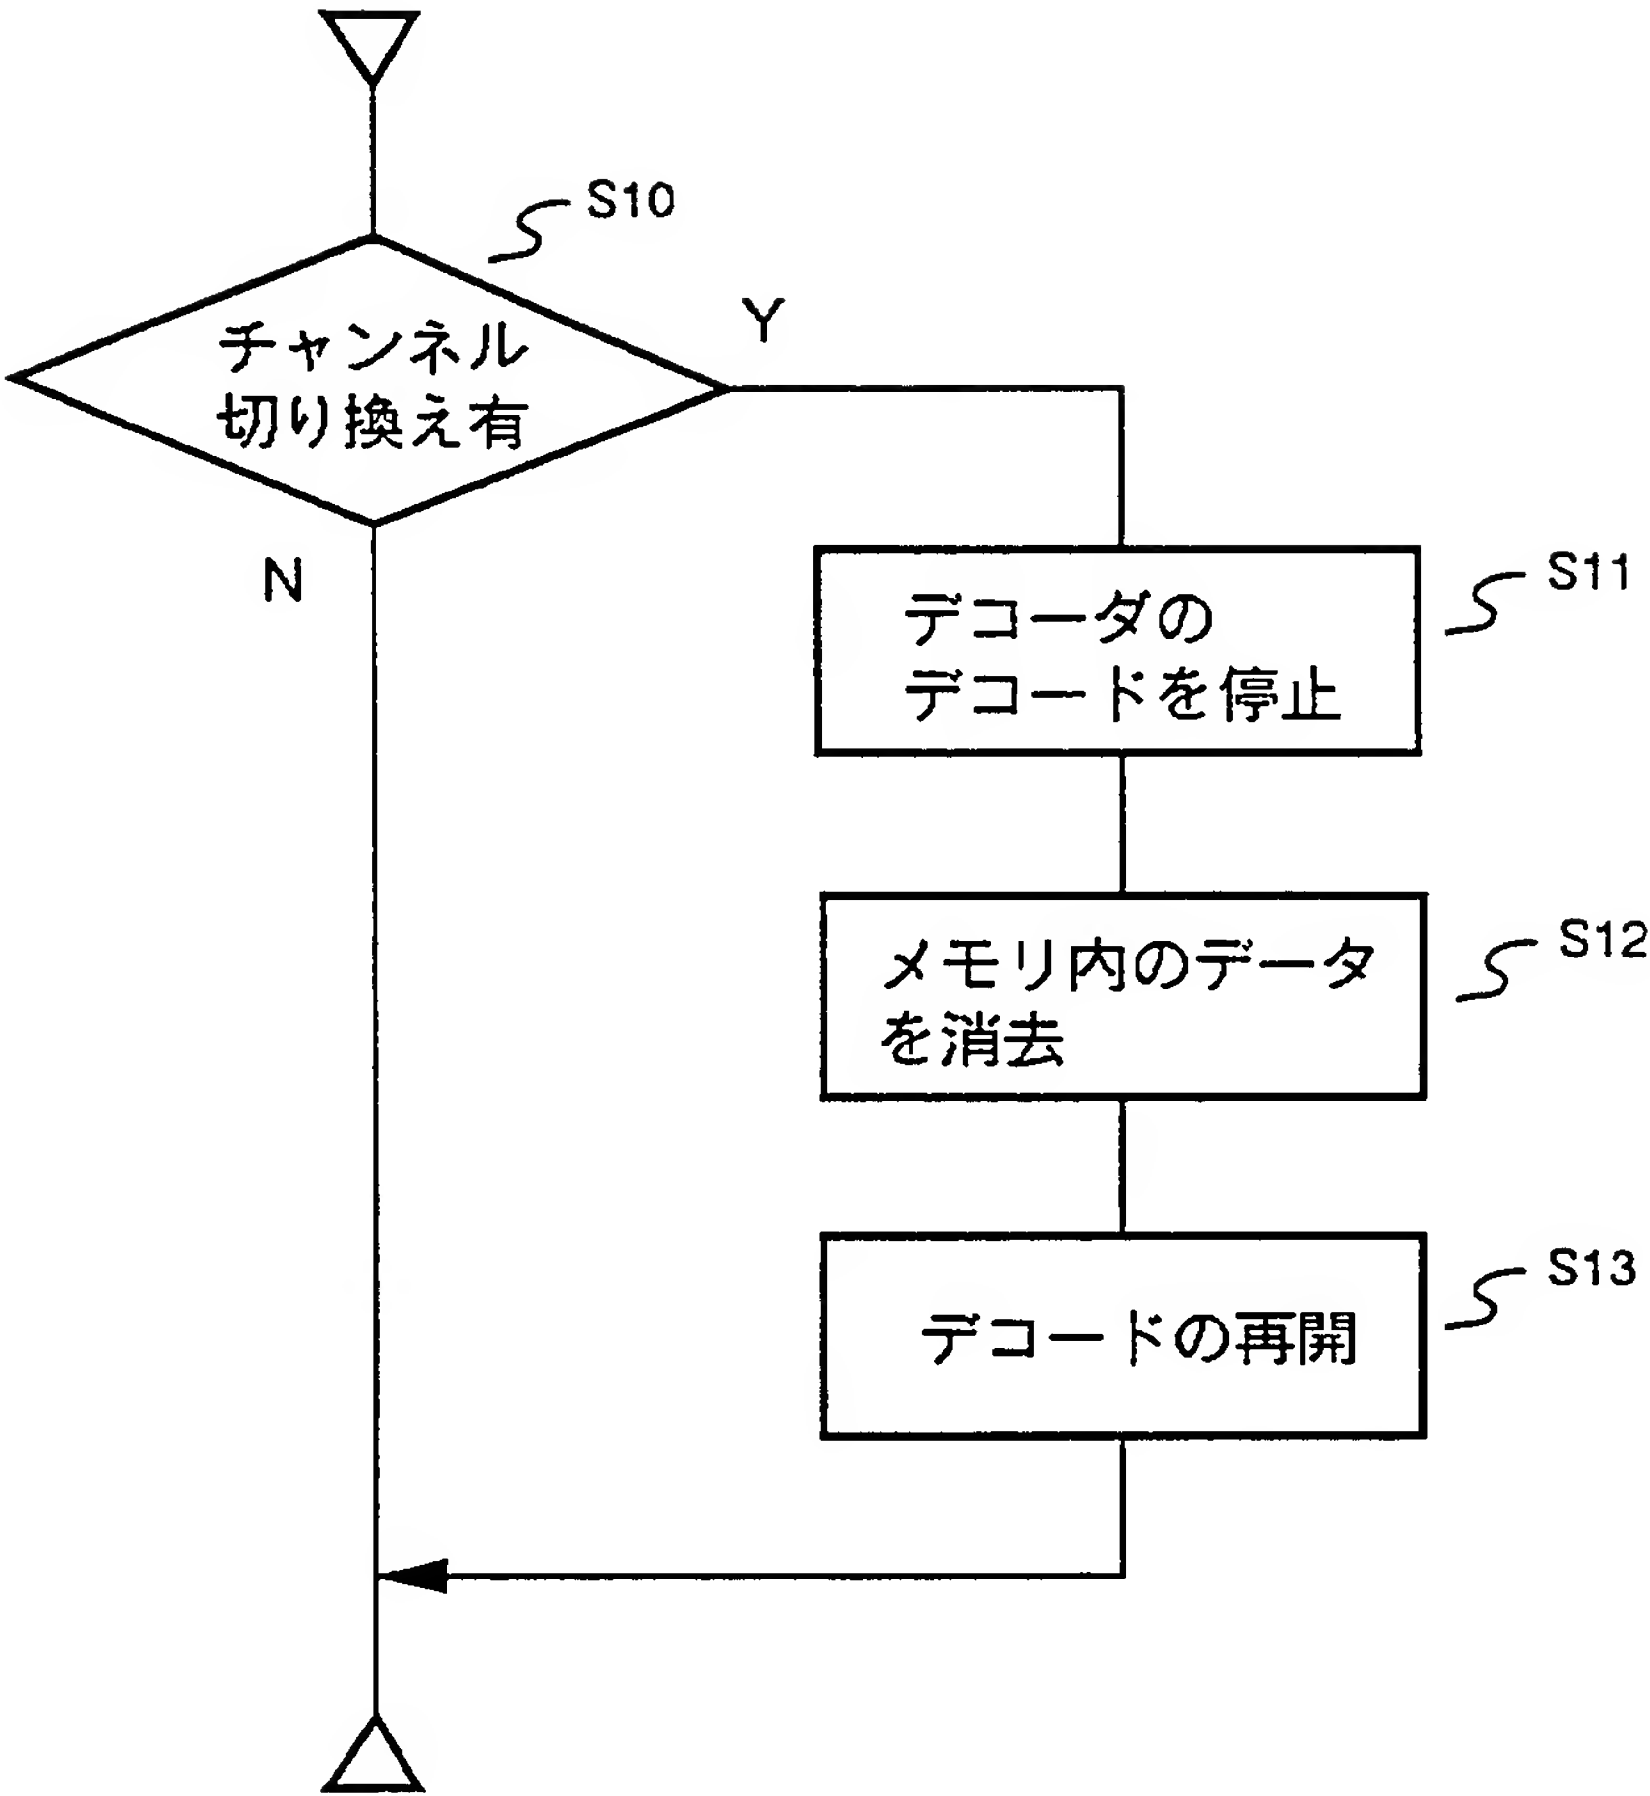 S10
チャンネル
切り換え有
Y
N
デコーダの
デコードを停止
S11
メモリ内のデータ
を消去
S12
デコードの再開
S13